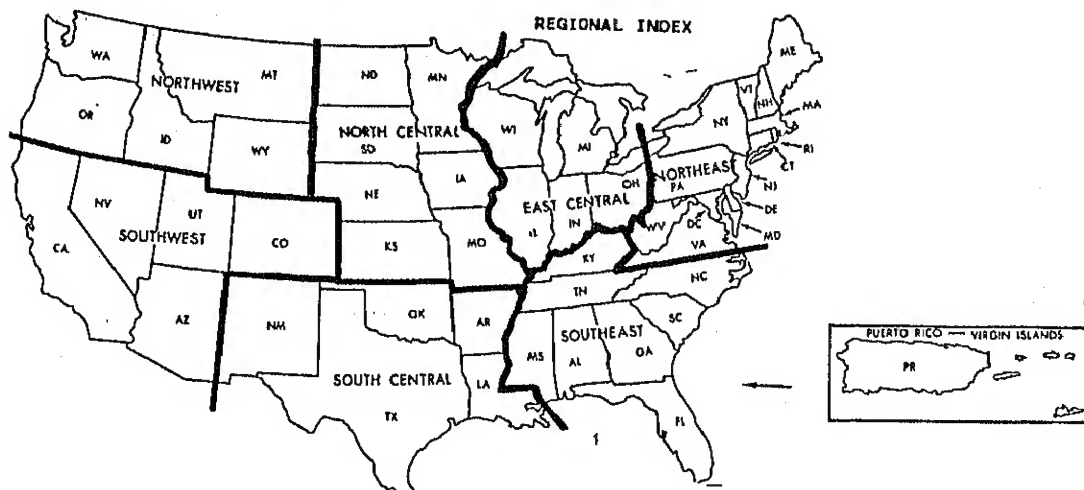 REGIONAL INDEX
WA
MT
ND
MN
ME
NORTHWEST
VT
NH
MA
OR
ID
WY
NORTH CENTRAL
SD
WI
MI
NY
RI
CT
NORTHEAST
PA
NJ
NV
UT
NE
IA
OH
EAST CENTRAL
IL
IN
DE
SOUTHWEST
CA
CO
KS
MO
WV
DC
VA
MD
KY
NC
TN
AZ
NM
OK
AR
SOUTHEAST
SC
MS
AL
GA
SOUTH CENTRAL
LA
TX
FL
1
PUERTO RICO — VIRGIN ISLANDS
PR